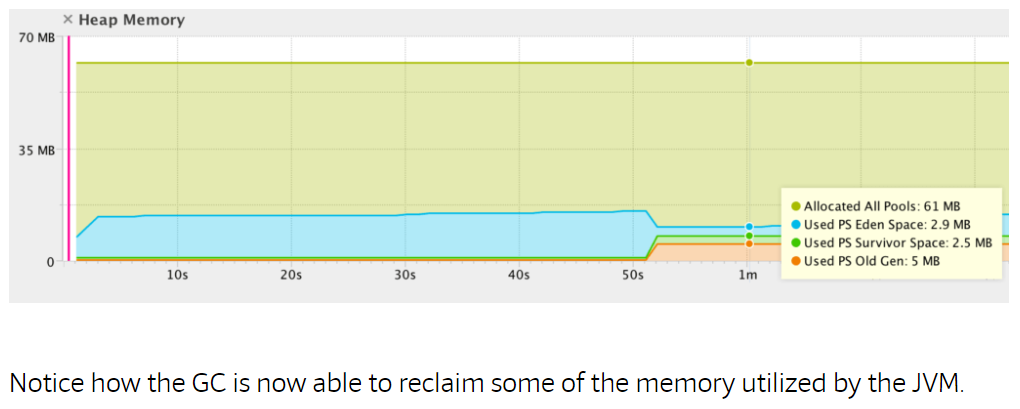 × Heap Memory
70 MB
35 MB
0
10s 20s 30s 40s 50s 1m
Allocated All Pools: 61 MB
Used PS Eden Space: 2.9 MB
Used PS Survivor Space: 2.5 MB
Used PS Old Gen: 5 MB
Notice how the GC is now able to reclaim some of the memory utilized by the JVM.